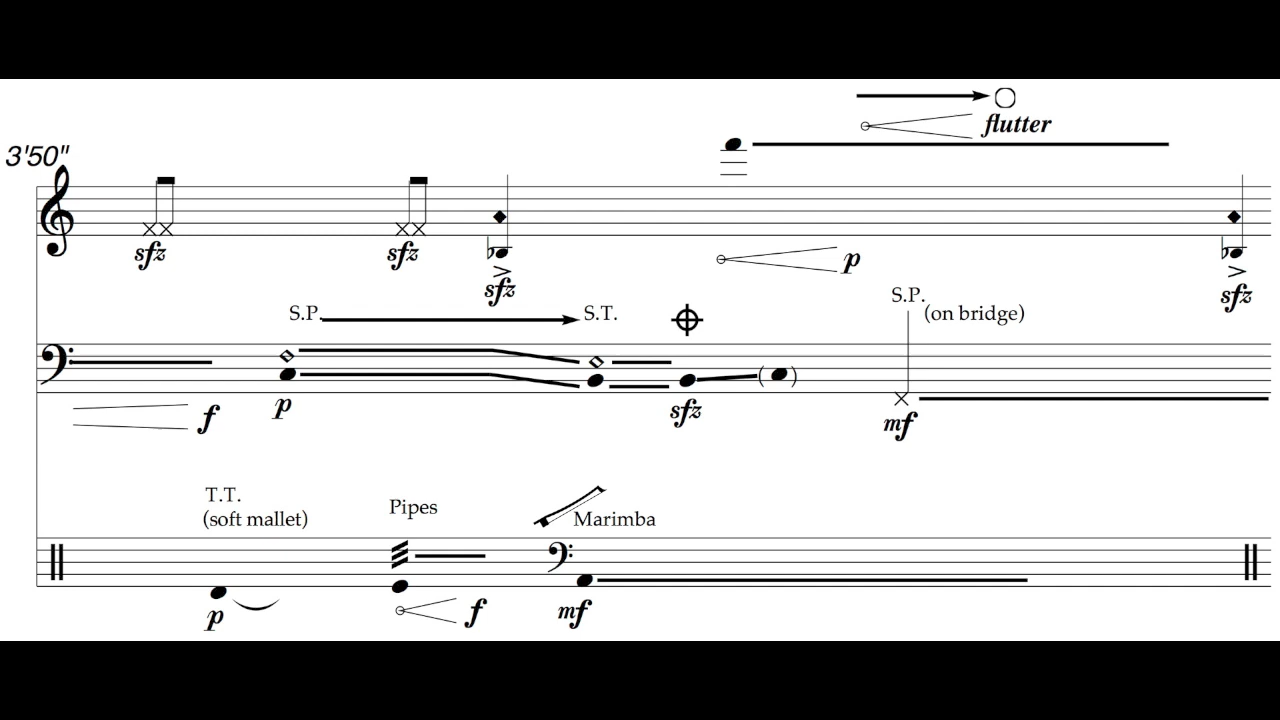 flutter
3'50"
sfz sfz
sfz p sfz
S.P. S.T. S.P.
(on bridge)
f p sfz ( ) mf
T.T.
(soft mallet) Pipes Marimba
p f mf